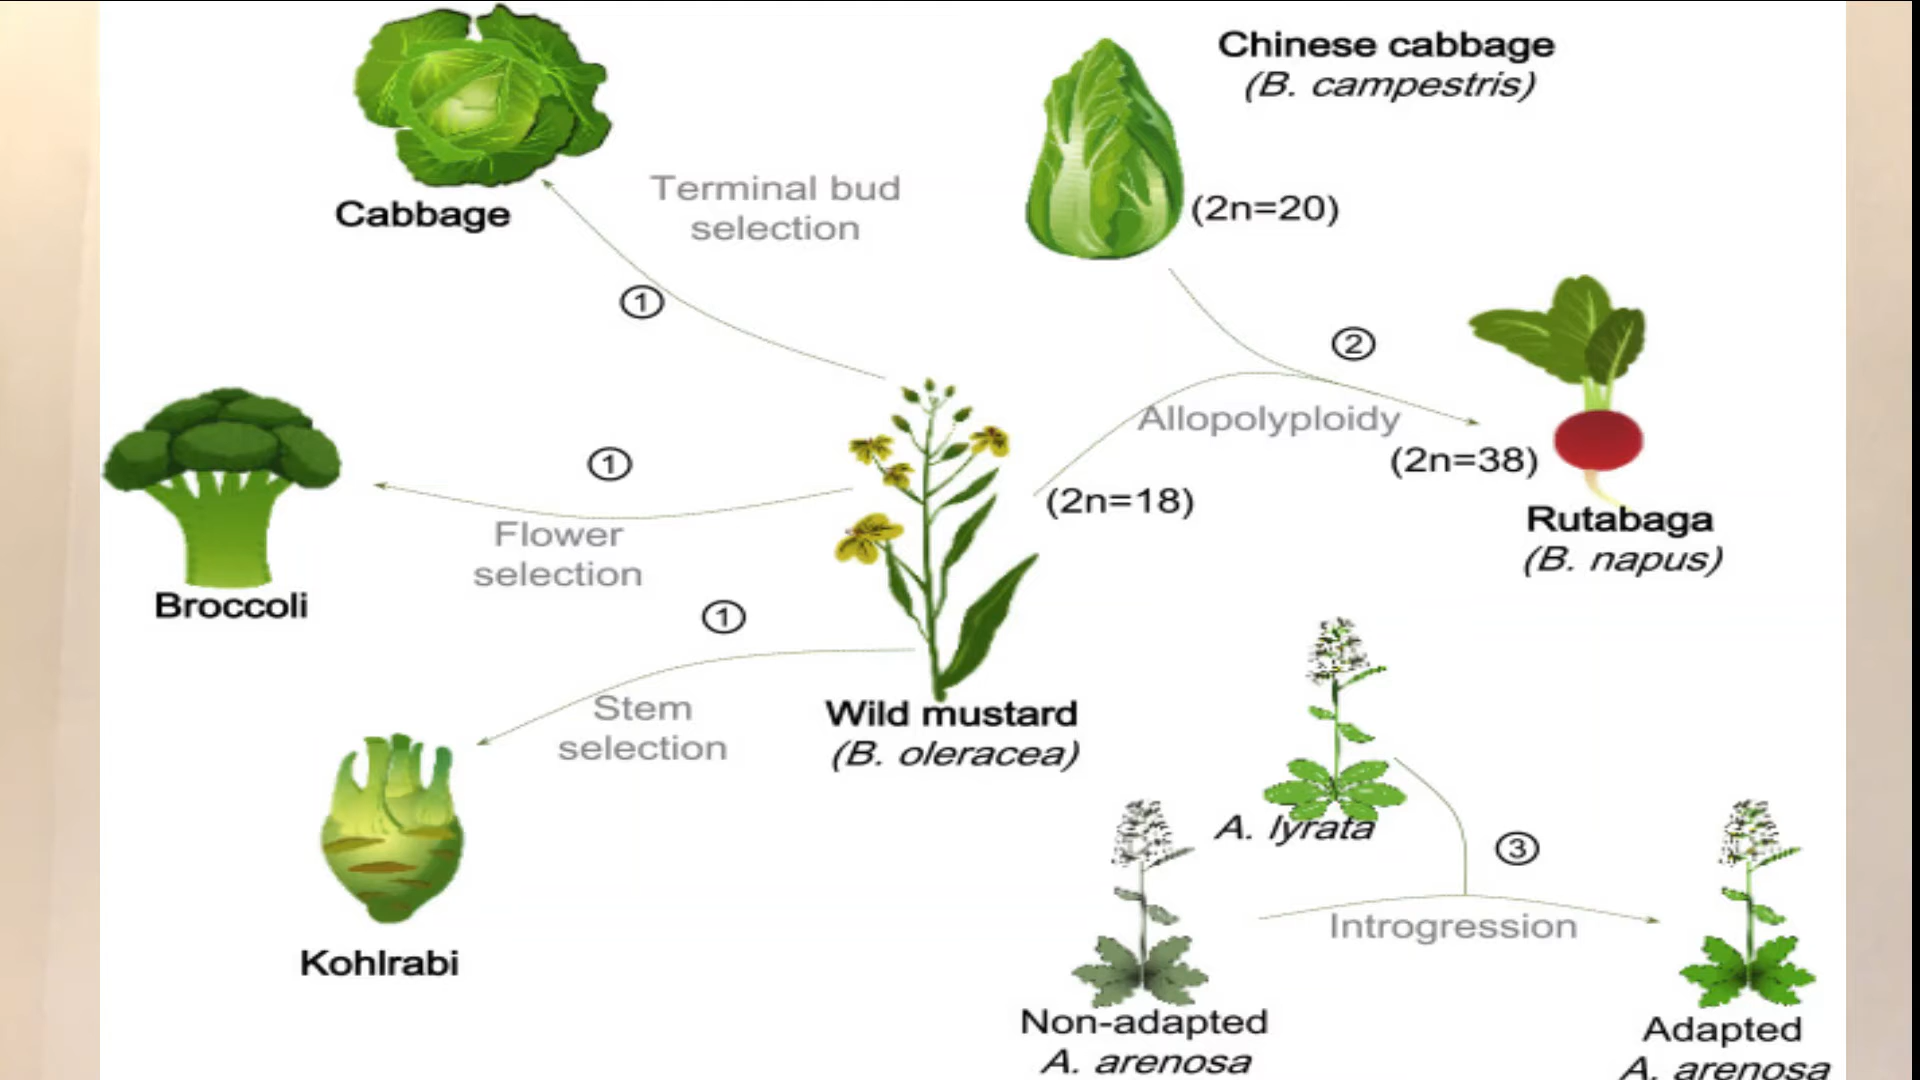 Chinese cabbage
(B. campestris)
Terminal bud
selection
Cabbage
(2n=20)
1
2
Allopolyploidy
(2n=38)
1
(2n=18)
Rutabaga
(B. napus)
Flower
selection
Broccoli
1
Stem
selection
Wild mustard
(B. oleracea)
A. lyrata
3
Introgression
Kohlrabi
Non-adapted
A. arenosa
Adapted
A. arenosa